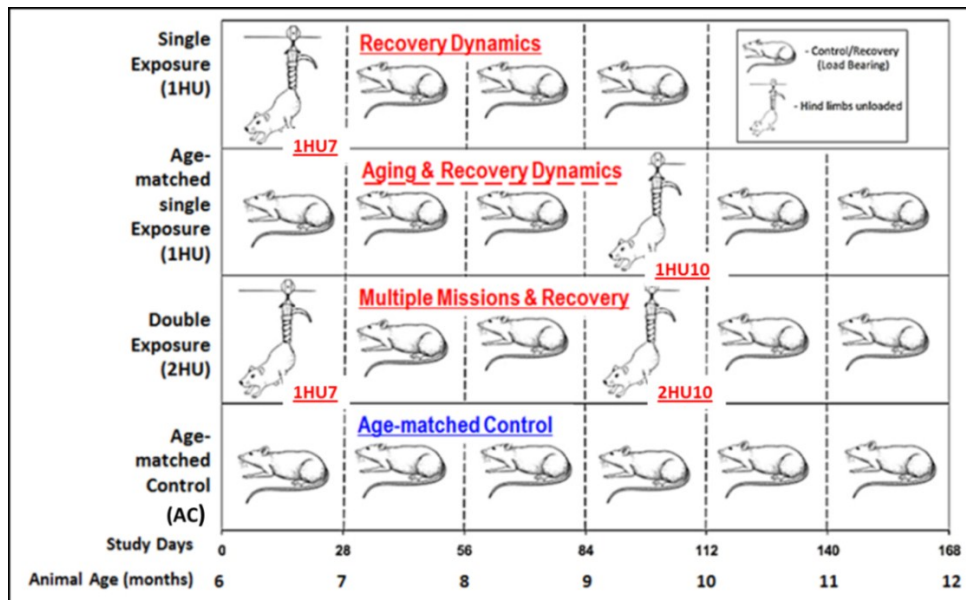 Single
Exposure
(1HU)
Recovery Dynamics
1HU7
- Control/Recovery
(Load Bearing)
- Hind limbs unloaded
Age-
matched
single
Exposure
(1HU)
Aging & Recovery Dynamics
1HU10
Double
Exposure
(2HU)
Multiple Missions & Recovery
1HU7
2HU10
Age-
matched
Control
(AC)
Age-matched Control
Study Days 0 28 56 84 112 140 168
Animal Age (months) 6 7 8 9 10 11 12